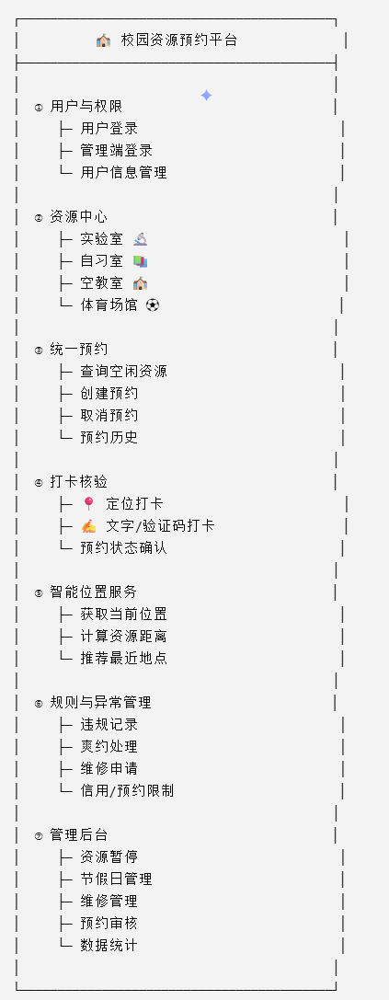 🏫 校园资源预约平台
① 用户与权限
├─ 用户登录
├─ 管理端登录
└─ 用户信息管理
② 资源中心
├─ 实验室 🔬
├─ 自习室 📚
├─ 空教室 🏫
└─ 体育场馆 ⚽
③ 统一预约
├─ 查询空闲资源
├─ 创建预约
├─ 取消预约
└─ 预约历史
④ 打卡核验
├─ 📍 定位打卡
├─ ✍️ 文字/验证码打卡
└─ 预约状态确认
⑤ 智能位置服务
├─ 获取当前位置
├─ 计算资源距离
└─ 推荐最近地点
⑥ 规则与异常管理
├─ 违规记录
├─ 爽约处理
├─ 维修申请
└─ 信用/预约限制
⑦ 管理后台
├─ 资源暂停
├─ 节假日管理
├─ 维修管理
├─ 预约审核
└─ 数据统计